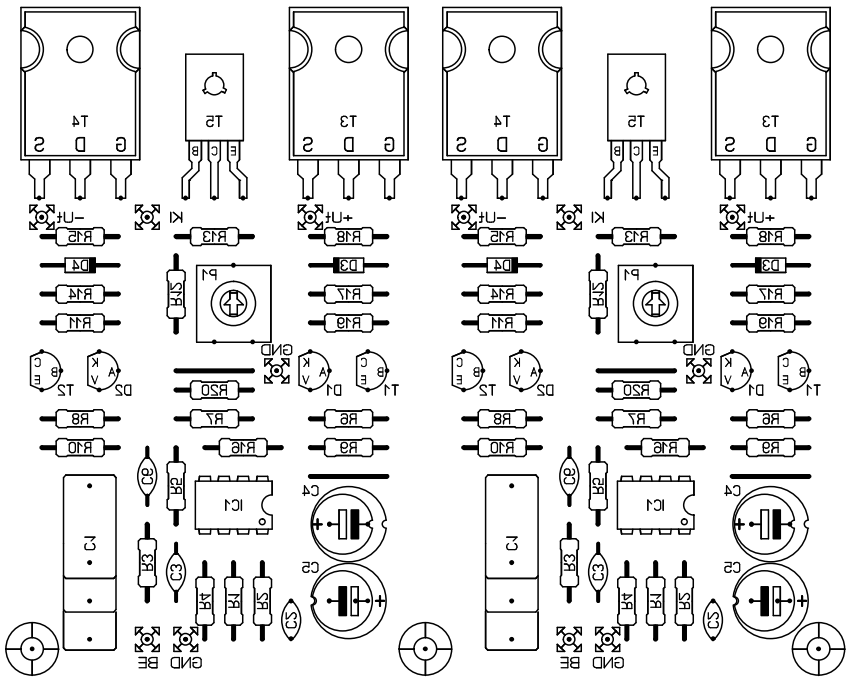 T4 T5 T3 T4 T5 T3
S D G S D G S D G S D G
B C E B C E
-Ut KI +Ut -Ut KI +Ut
R15 R13 R18 R15 R13 R18
D4 D3 D4 D3
P1 P1
R14 R12 R17 R14 R12 R17
R11 R19 R11 R19
GND GND
C B E K A V K A V C B E C B E K A V K A V C B E
T2 D2 D1 T1 T2 D2 D1 T1
R20 R20
R8 R7 R6 R8 R7 R6
R10 R16 R9 R10 R16 R9
C6 R5 C4 C6 R5 C4
IC1 IC1
+ +
C1 C1
R3 C3 C5 R3 C3 C5
R4 R1 R2 C2 + R4 R1 R2 C2 +
BE GND BE GND